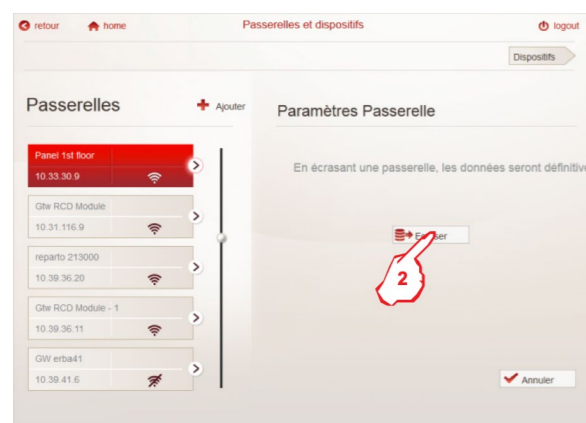 retour
home
Passerelles et dispositifs
logout
Dispositifs
Passerelles
Ajouter
Paramètres Passerelle
Panel 1st floor
10.33.30.9
Gtw RCD Module
10.31.116.9
reparto 213000
10.39.36.20
Gtw RCD Module - 1
10.39.36.11
GW erba41
10.39.41.6
En écrasant une passerelle, les données seront définitive
2
Annuler